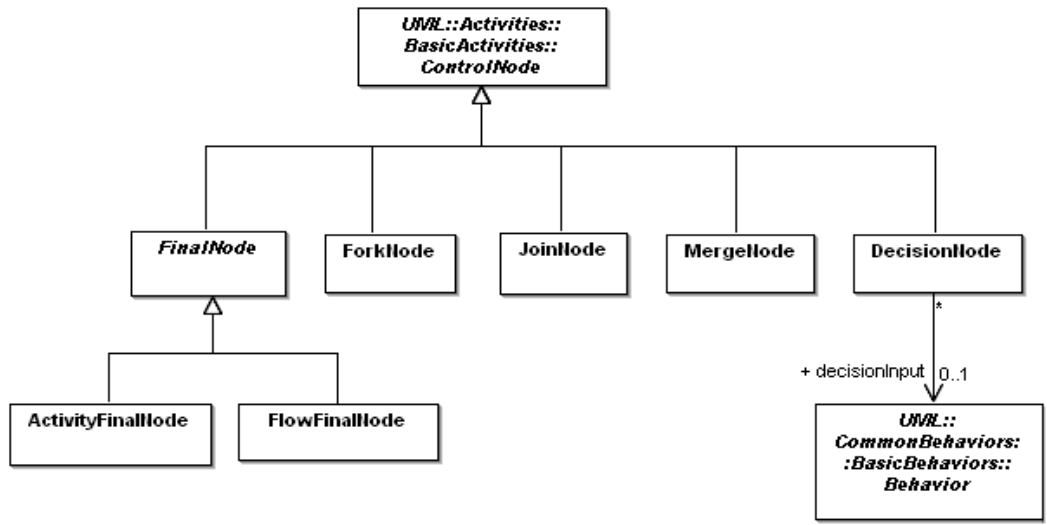 UML::Activities::
BasicActivities::
ControlNode
FinalNode
ForkNode
JoinNode
MergeNode
DecisionNode
*
+ decisionInput
0..1
ActivityFinalNode
FlowFinalNode
UML::
CommonBehaviors:
:BasicBehaviors::
Behavior